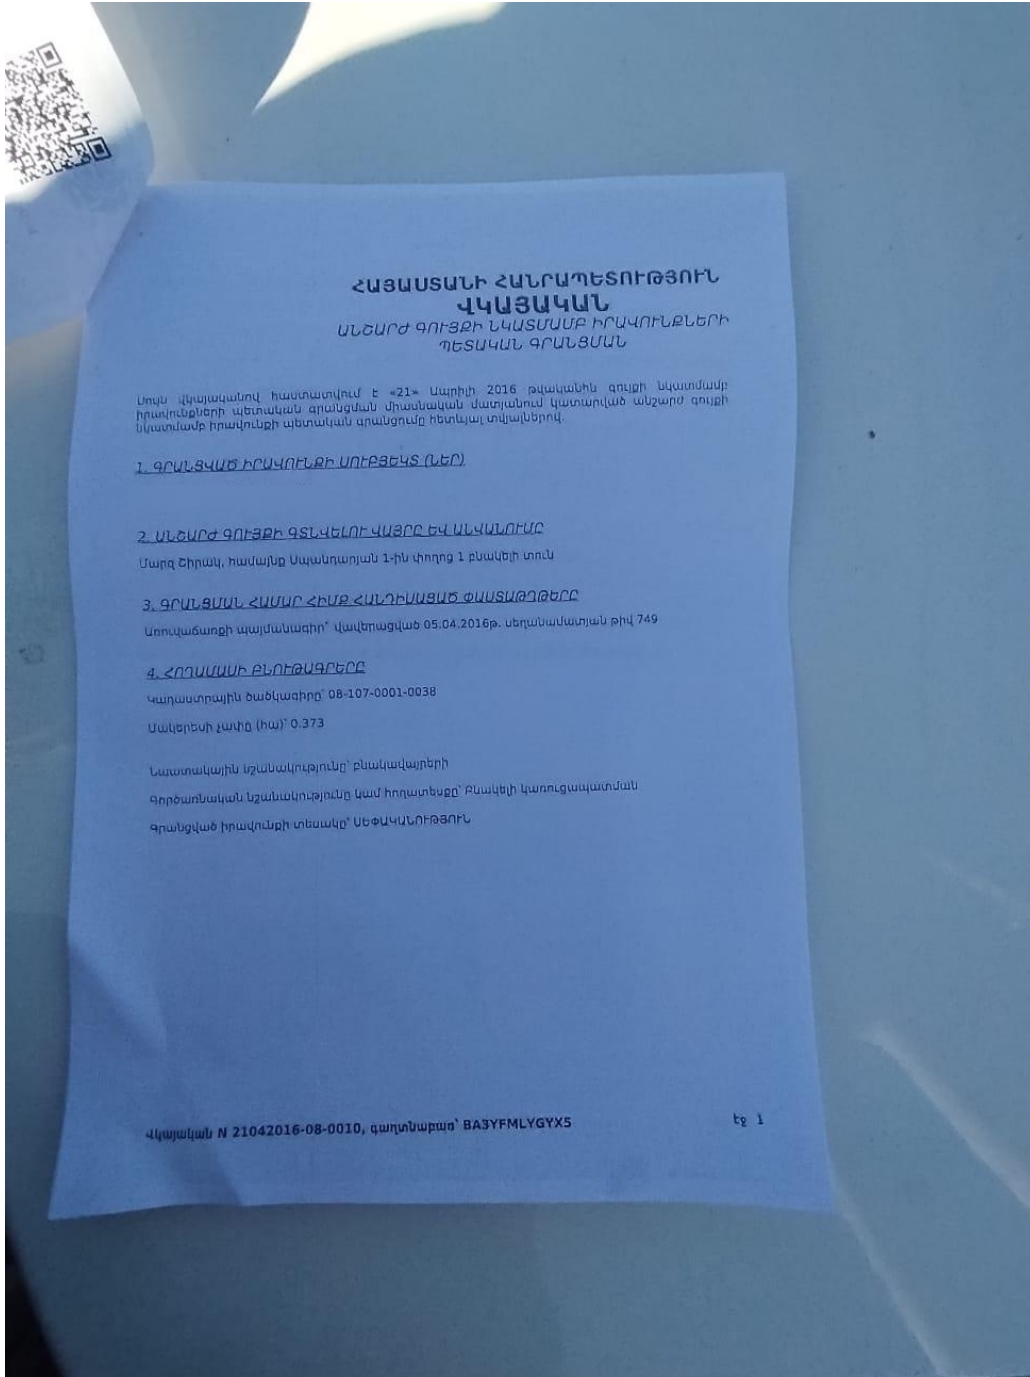 ՀԱՅԱՍՏԱՆԻ ՀԱՆՐԱՊԵՏՈՒԹՅՈՒՆ
ՎԿԱՅԱԿԱՆ
ԱՆՇԱՐԺ ԳՈՒՅՔԻ ՆԿԱՏՄԱՄԲ ԻՐԱՎՈՒՆՔՆԵՐԻ
ՊԵՏԱԿԱՆ ԳՐԱՆՑՄԱՆ
Սույն վկայականով հաստատվում է «21» Ապրիլի 2016 թվականին գույքի նկատմամբ
իրավունքների պետական գրանցման միասնական մատյանում կատարված անշարժ գույքի
նկատմամբ իրավունքի պետական գրանցումը հետևյալ տվյալներով.
1. ԳՐԱՆՑՎԱԾ ԻՐԱՎՈՒՆՔԻ ՍՈՒԲՅԵԿՏ (ՆԵՐ)
2. ԱՆՇԱՐԺ ԳՈՒՅՔԻ ԳՏՆՎԵԼՈՒ ՎԱՅՐԸ ԵՎ ԱՆՎԱՆՈՒՄԸ
Մարզ Շիրակ, համայնք Սպանդարյան 1-ին փողոց 1 բնակելի տուն
3. ԳՐԱՆՑՄԱՆ ՀԱՄԱՐ ՀԻՄՔ ՀԱՆԴԻՍԱՑԱԾ ՓԱՍՏԱԹՂԹԵՐԸ
Առուվաճառքի պայմանագիր՝ վավերացված 05.04.2016թ. սեղանամատյան թիվ 749
4. ՀՈՂԱՄԱՍԻ ԲՆՈՒԹԱԳՐԵՐԸ
Կադաստրային ծածկագիրը՝ 08-107-0001-0038
Մակերեսի չափը (հա)՝ 0.373
Նպատակային նշանակությունը՝ բնակավայրերի
Գործառնական նշանակությունը կամ հողատեսքը՝ Բնակելի կառուցապատման
Գրանցված իրավունքի տեսակը՝ ՍԵՓԱԿԱՆՈՒԹՅՈՒՆ
Վկայական N 21042016-08-0010, գաղտնաբառ՝ BA3YFMLYGYX5 էջ 1